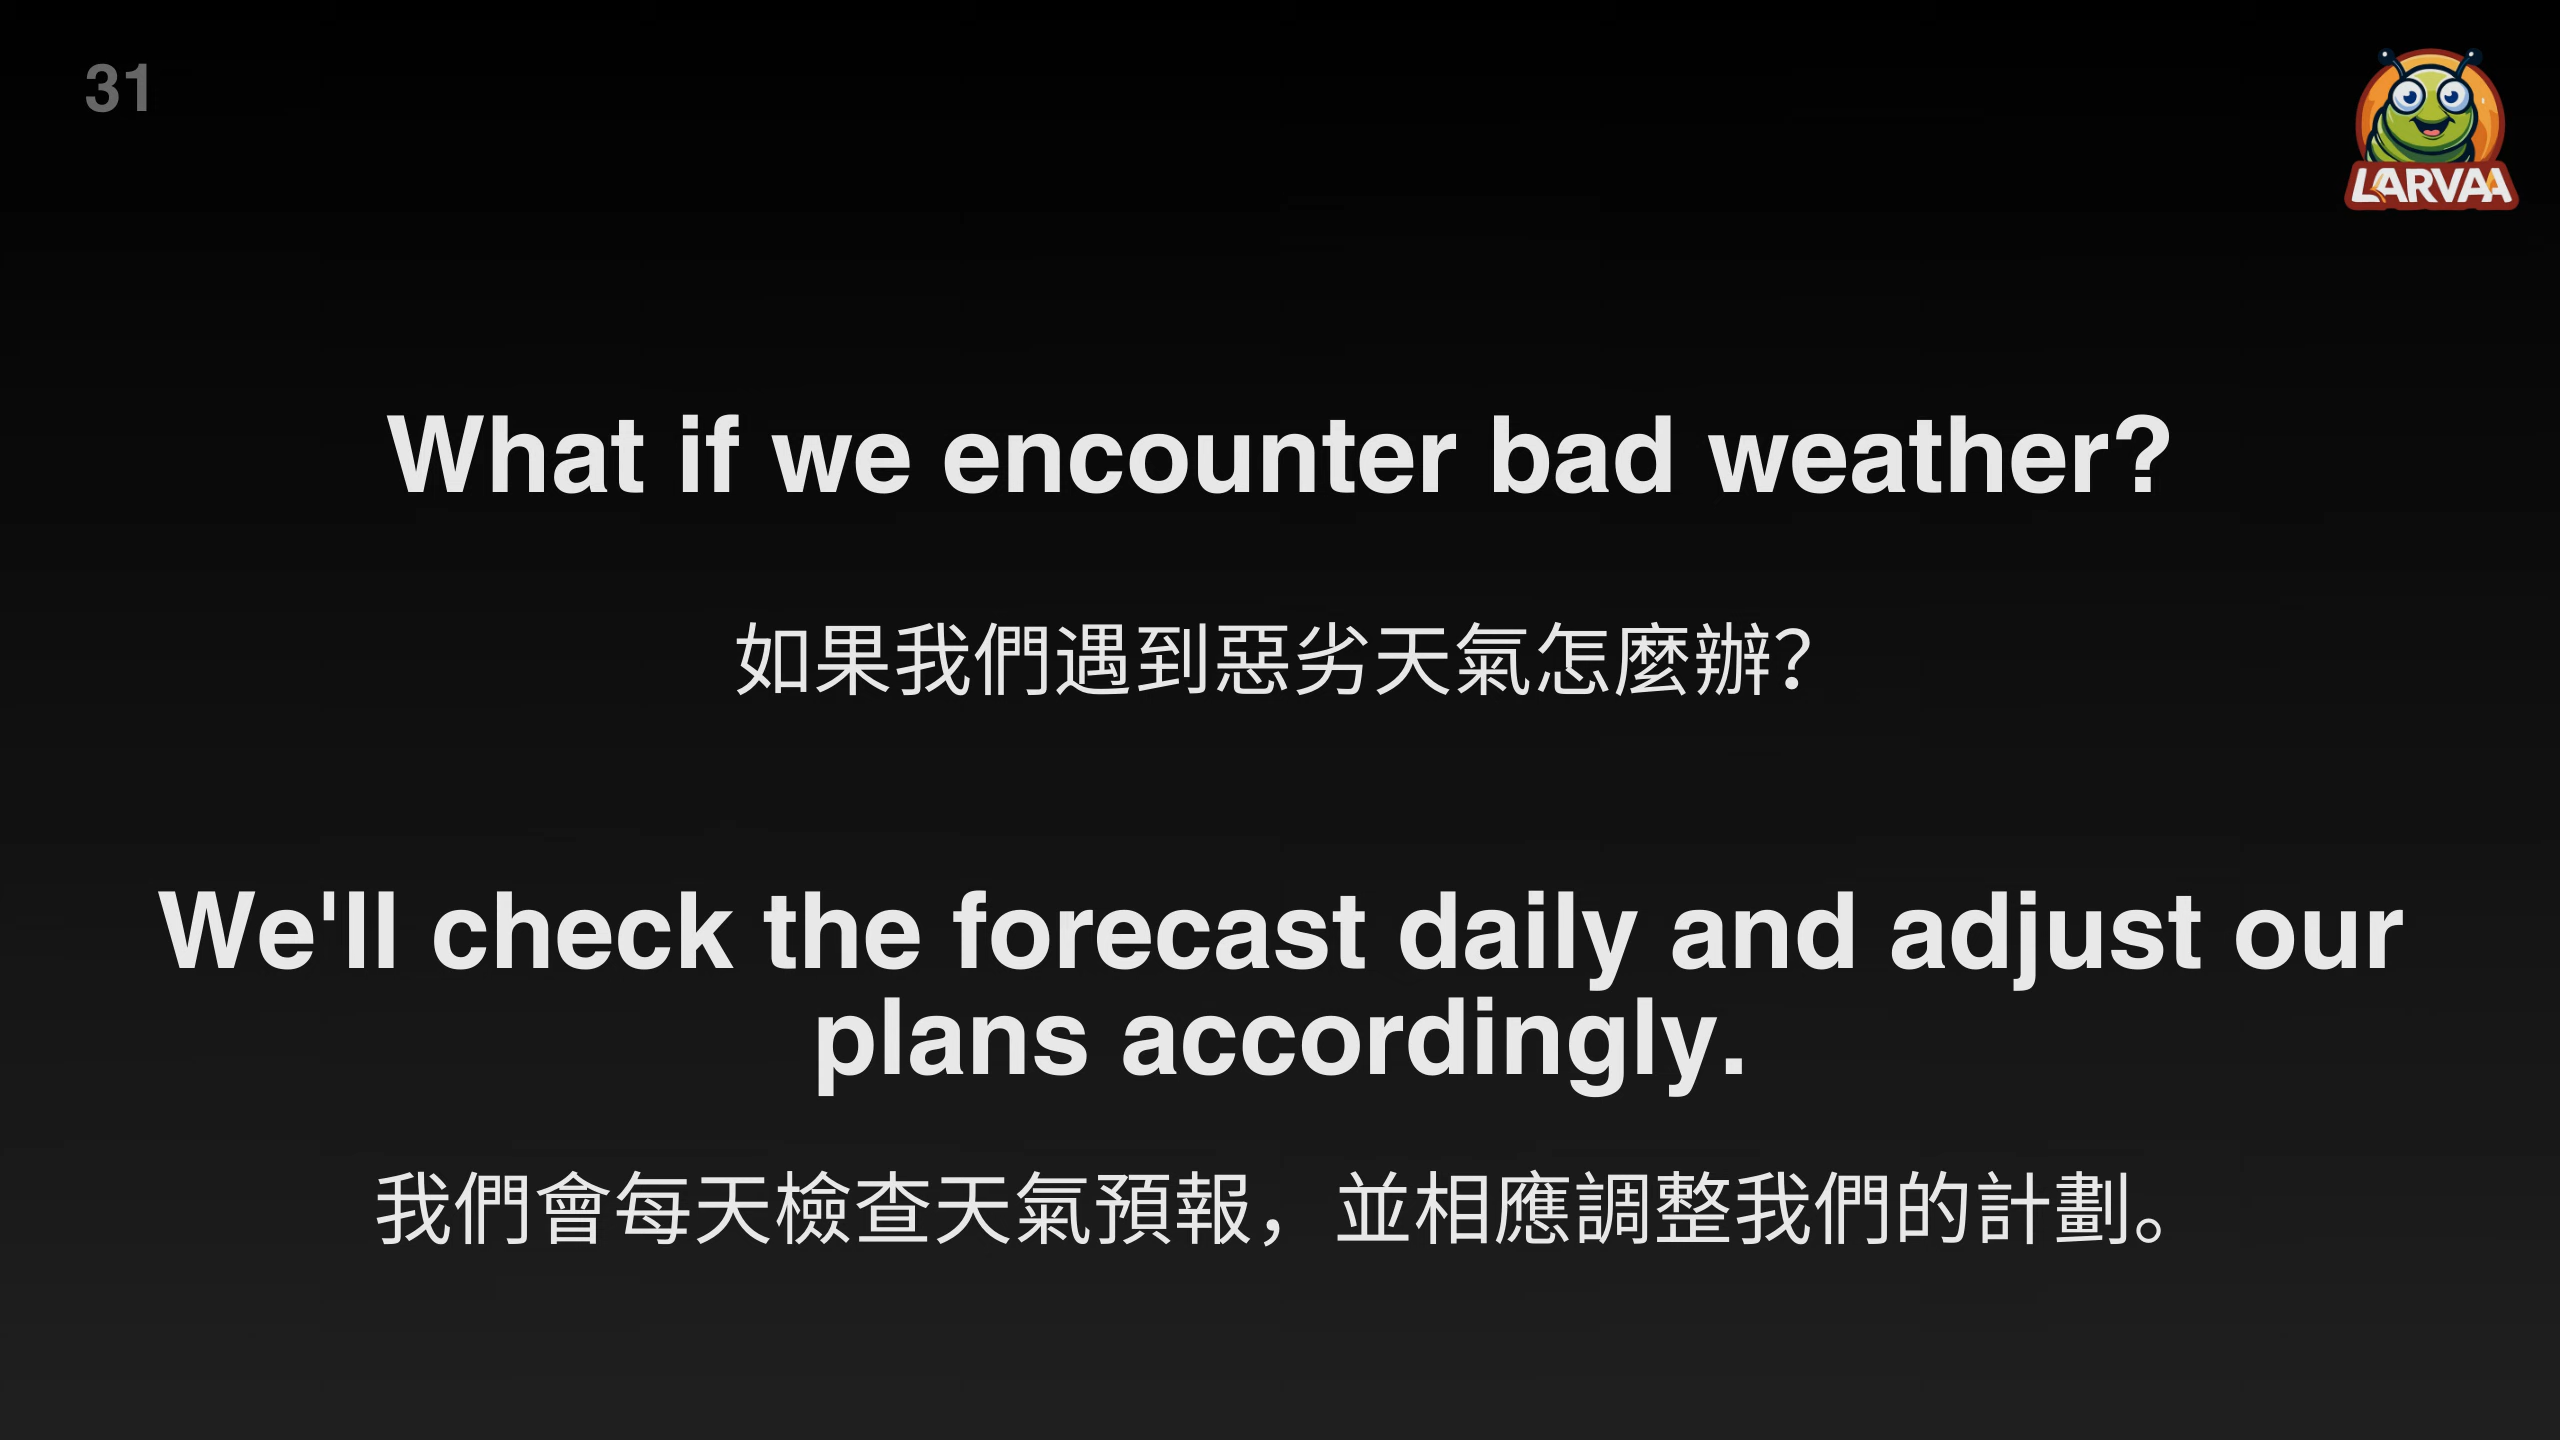 31
LARVAA
What if we encounter bad weather?
如果我們遇到惡劣天氣怎麼辦？
We'll check the forecast daily and adjust our
plans accordingly.
我們會每天檢查天氣預報，並相應調整我們的計劃。